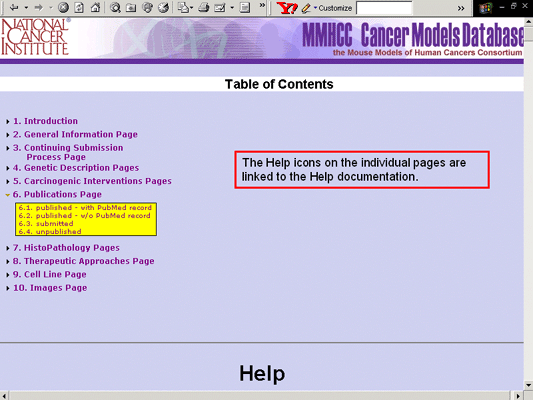 Customize
NATIONAL
CANCER
INSTITUTE
MMHCC Cancer Models Database
the Mouse Models of Human Cancers Consortium
Table of Contents
1. Introduction
2. General Information Page
3. Continuing Submission
Process Page
4. Genetic Description Pages
5. Carcinogenic Interventions Pages
6. Publications Page
6.1. published - with PubMed record
6.2. published - w/o PubMed record
6.3. submitted
6.4. unpublished
7. HistoPathology Pages
8. Therapeutic Approaches Page
9. Cell Line Page
10. Images Page
The Help icons on the individual pages are
linked to the Help documentation.
Help